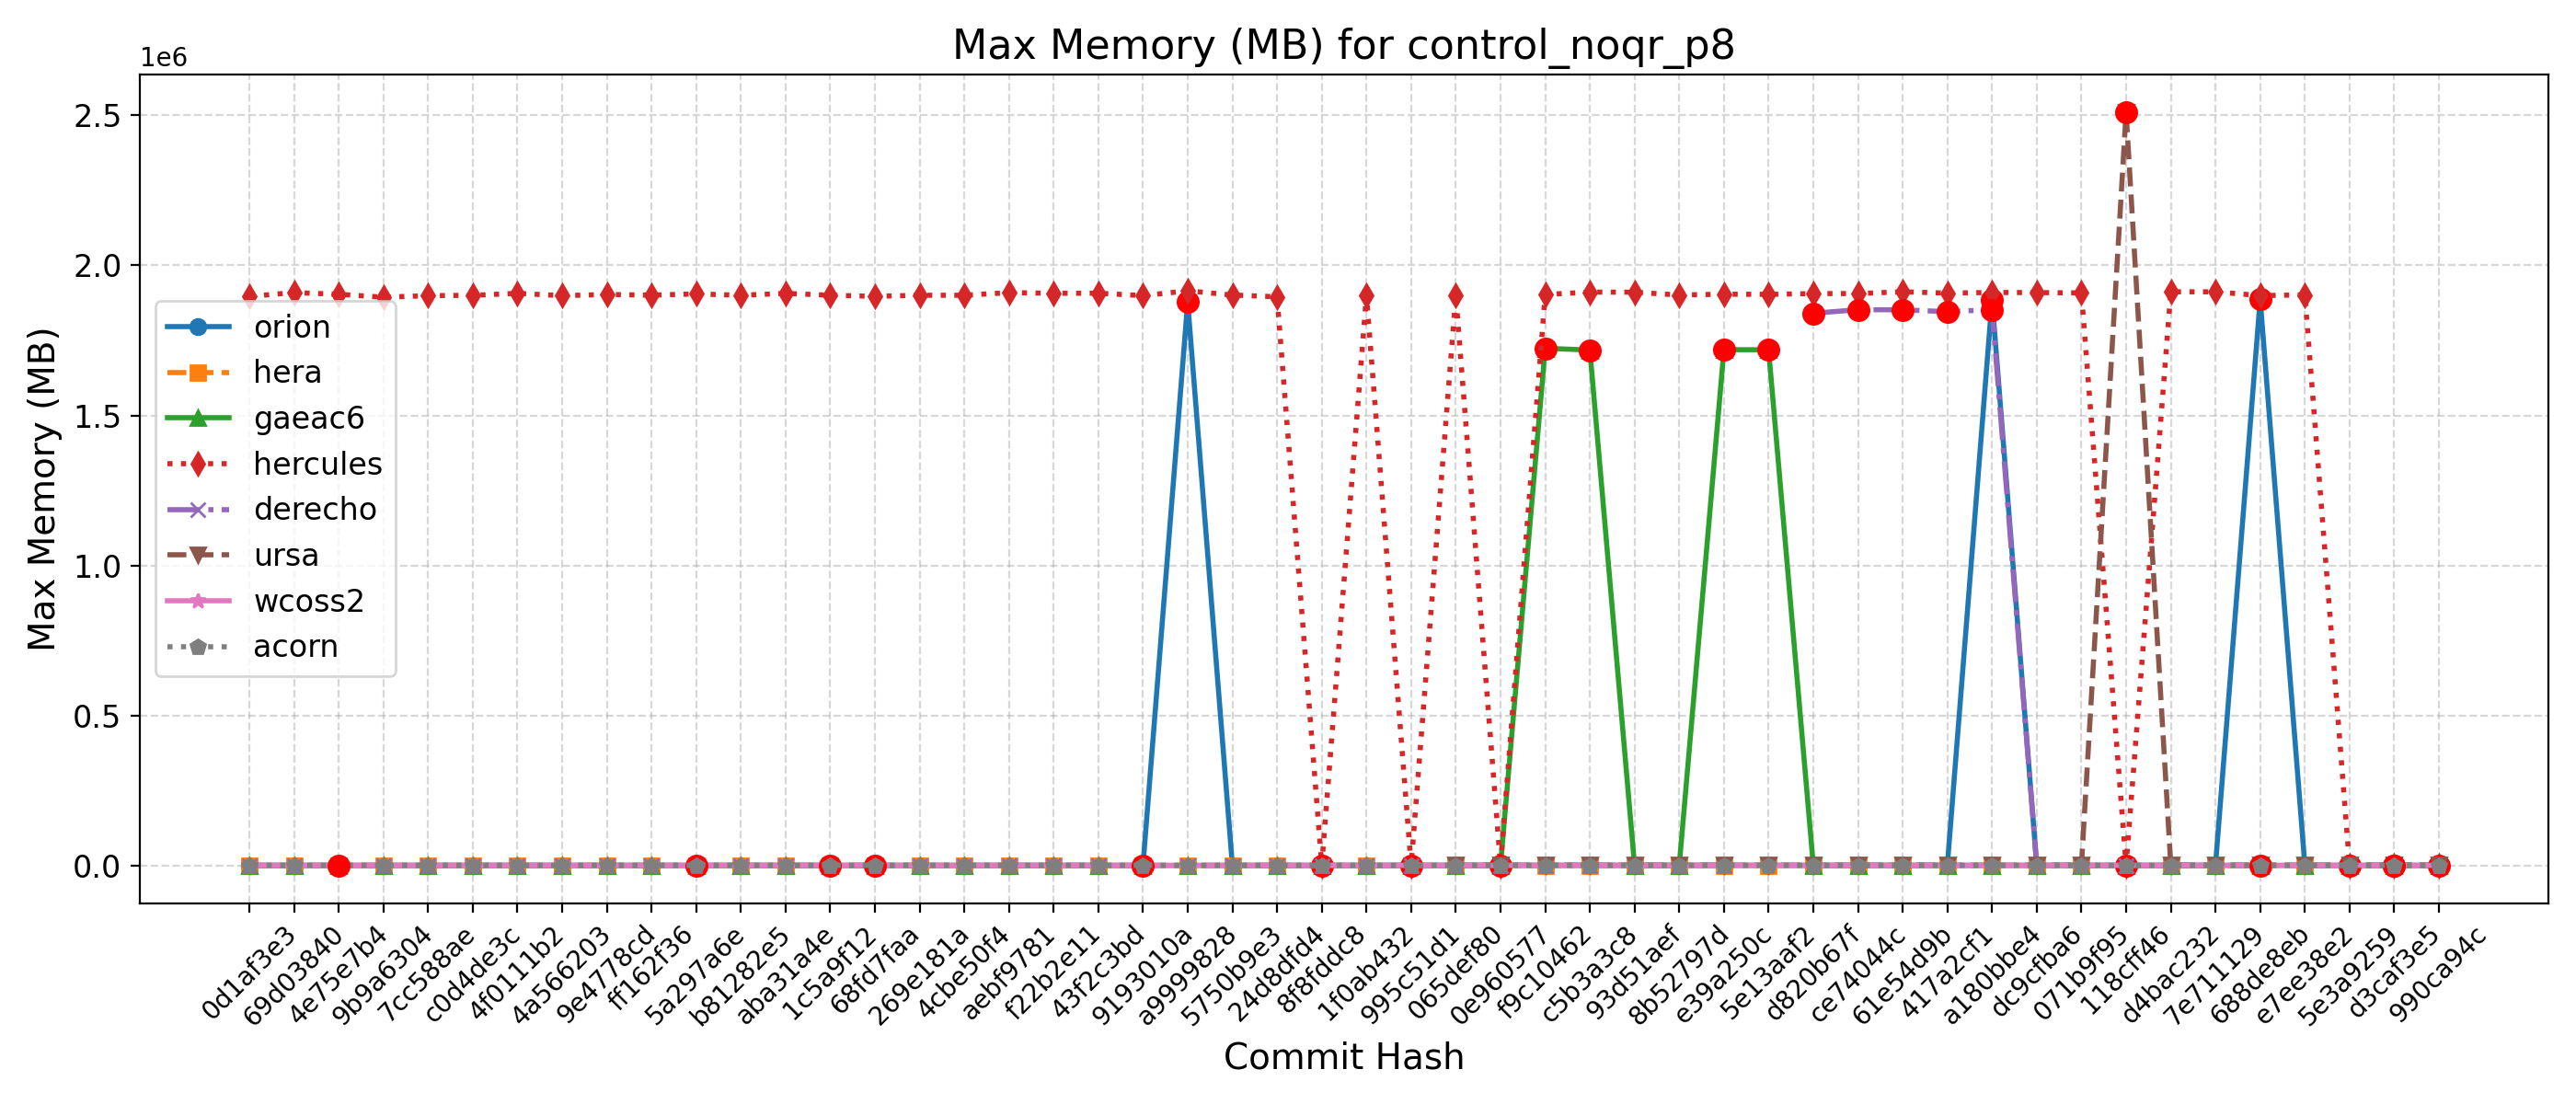 Max Memory (MB) for control_noqr_p8
1e6
2.5
2.0
1.5
1.0
0.5
0.0
Max Memory (MB)
orion
hera
gaeac6
hercules
derecho
ursa
wcoss2
acorn
0d1af3e3
69d03840
4e75e7b4
9b9a6304
7cc588ae
c0d4de3c
4f0111b2
4a566203
9e4778cd
ff162f36
5a297a6e
b81282e5
aba31a4e
1c5a9f12
68fd7faa
269e181a
4cbe50f4
aebf9781
f22b2e11
43f2c3bd
9193010a
a9999828
5750b9e3
24d8dfd4
8f8fddc8
1f0ab432
995c51d1
065def80
0e960577
f9c10462
c5b3a3c8
93d51aef
8b52797d
e39a250c
5e13aaf2
d820b67f
ce74044c
61e54d9b
417a2cf1
a180bbe4
dc9cfba6
071b9f95
118cff46
d4bac232
7e711129
688de8eb
e7ee38e2
5e3a9259
d3caf3e5
990ca94c
Commit Hash